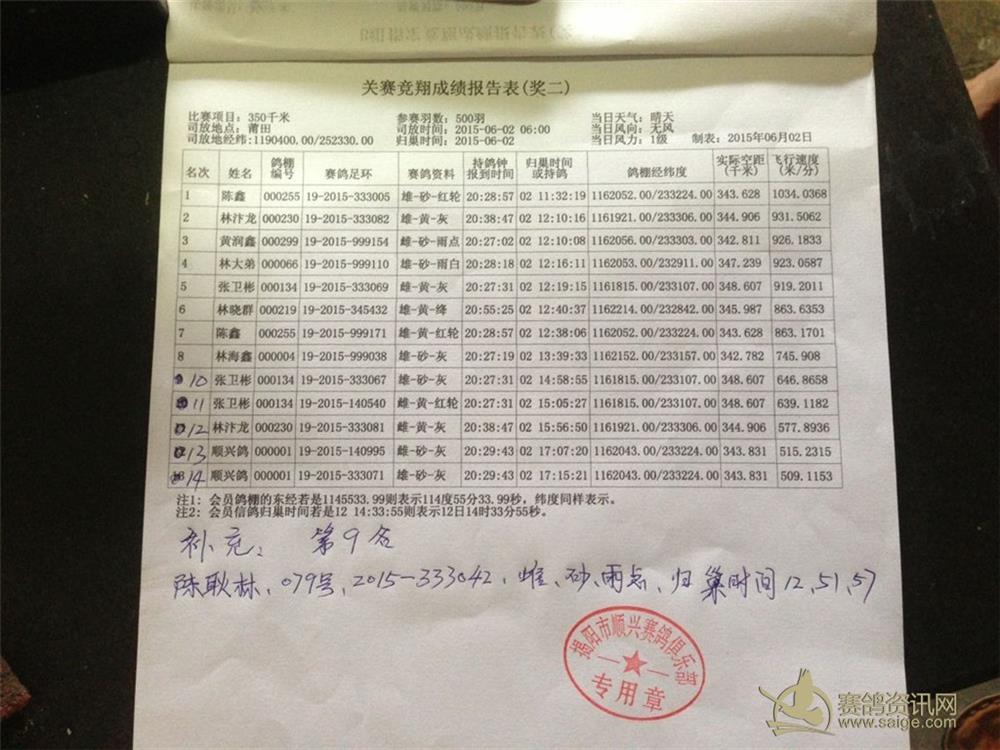 关赛竞翔成绩报告表(奖二)
比赛项目: 350千米 参赛羽数: 500羽 当日天气: 晴天
司放地点: 莆田 司放时间: 2015-06-02 06:00 当日风向: 无风
司放地经纬:1190400.00/252330.00 归巢时间: 2015-06-02 当日风力: 1级 制表: 2015年06月02日
名次 姓名 鸽棚编号 赛鸽足环 赛鸽资料 持鸽钟报到时间 归巢时间或持鸽 鸽棚经纬度 实际空距(千米) 飞行速度(米/分)
1 陈鑫 000255 19-2015-333005 雄-砂-红轮 20:28:57 02 11:32:19 1162052.00/233224.00 343.628 1034.0368
2 林汴龙 000230 19-2015-333082 雄-黄-灰 20:38:47 02 12:10:16 1161921.00/233306.00 344.906 931.5062
3 黄润鑫 000299 19-2015-999154 雌-砂-雨点 20:27:02 02 12:10:08 1162056.00/233303.00 342.811 926.1833
4 林大弟 000066 19-2015-999110 雄-砂-雨白 20:28:18 02 12:16:11 1162053.00/232911.00 347.239 923.0587
5 张卫彬 000134 19-2015-333069 雌-黄-灰 20:27:31 02 12:19:15 1161815.00/233107.00 348.607 919.2011
6 林晓群 000219 19-2015-345432 雄-黄-绛 20:55:25 02 12:40:37 1162214.00/232842.00 345.987 863.6353
7 陈鑫 000255 19-2015-999171 雄-黄-红轮 20:28:57 02 12:38:06 1162052.00/233224.00 343.628 863.1701
8 林海鑫 000004 19-2015-999038 雄-砂-灰 20:27:19 02 13:39:33 1162152.00/233157.00 342.782 745.908
10 张卫彬 000134 19-2015-333067 雄-砂-灰 20:27:31 02 14:58:55 1161815.00/233107.00 348.607 646.8658
11 张卫彬 000134 19-2015-140540 雌-黄-红轮 20:27:31 02 15:05:27 1161815.00/233107.00 348.607 639.1182
12 林汴龙 000230 19-2015-333081 雌-黄-灰 20:38:47 02 15:56:50 1161921.00/233306.00 344.906 577.8936
13 顺兴鸽 000001 19-2015-140995 雄-砂-灰 20:29:43 02 17:07:20 1162043.00/233224.00 343.831 515.2315
14 顺兴鸽 000001 19-2015-333071 雄-砂-灰 20:29:43 02 17:15:21 1162043.00/233224.00 343.831 509.1153
注1: 会员鸽棚的东经若是1145533.99则表示114度55分33.99秒，纬度同样表示。
注2: 会员信鸽归巢时间若是12 14:33:55则表示12日14时33分55秒。
补充: 第9名
陈耿林、079号、2015-333042、雌、砂、雨点、归巢时间12、51、57
揭阳市顺兴赛鸽俱乐部
专用章
赛鸽资讯网
www.saige.com